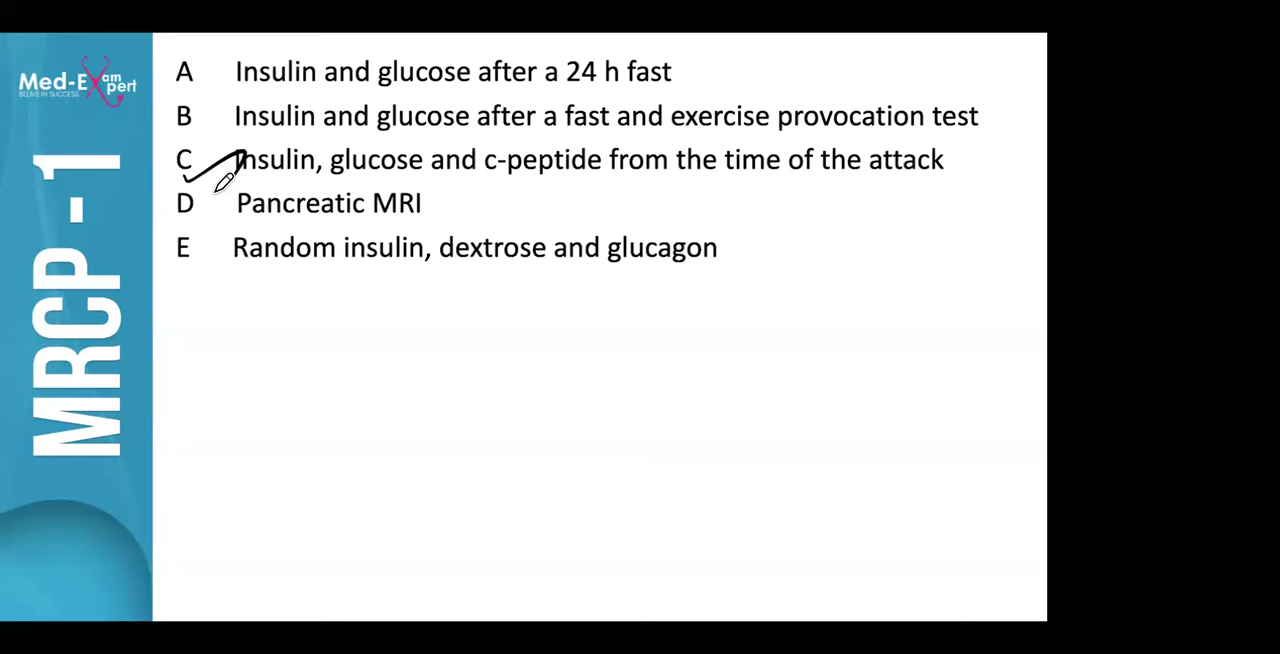 Med-Exam
Expert
BELIVE IN SUCCESS
MRCP - 1
A Insulin and glucose after a 24 h fast
B Insulin and glucose after a fast and exercise provocation test
C Insulin, glucose and c-peptide from the time of the attack
D Pancreatic MRI
E Random insulin, dextrose and glucagon